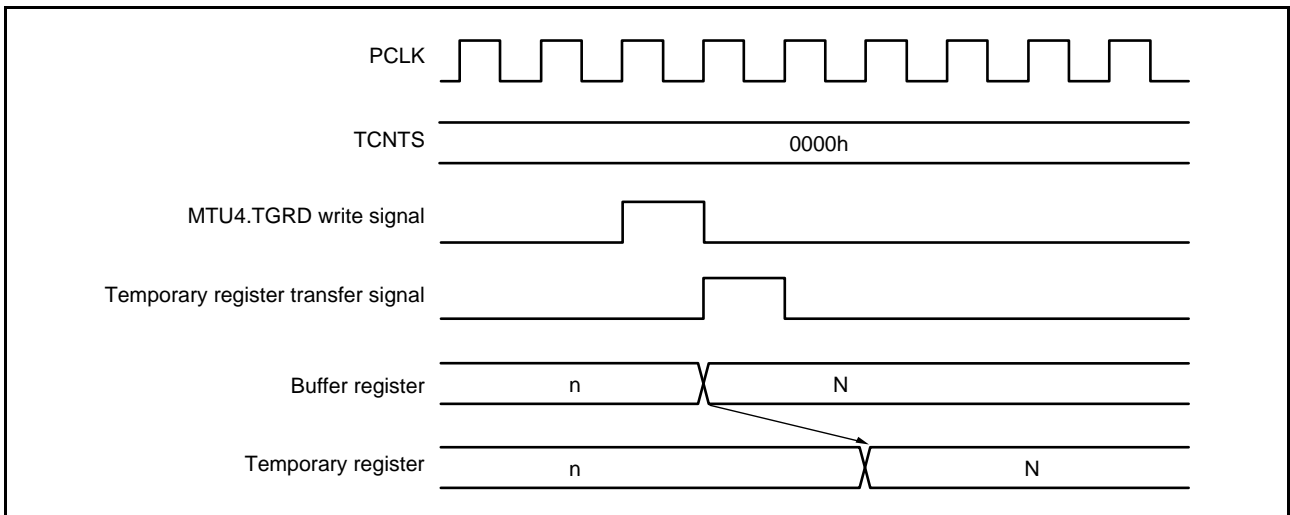 PCLK
TCNTS
0000h
MTU4.TGRD write signal
Temporary register transfer signal
Buffer register
n
N
Temporary register
n
N